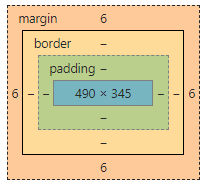 margin 6
border –
padding –
6 – – 490 × 345 – – 6
–
–
6